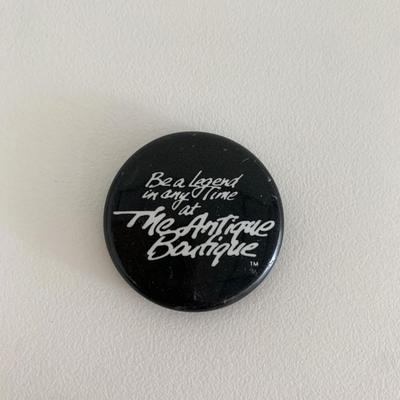 Be a Legend
in any Time
at
The Antique
Boutique
TM